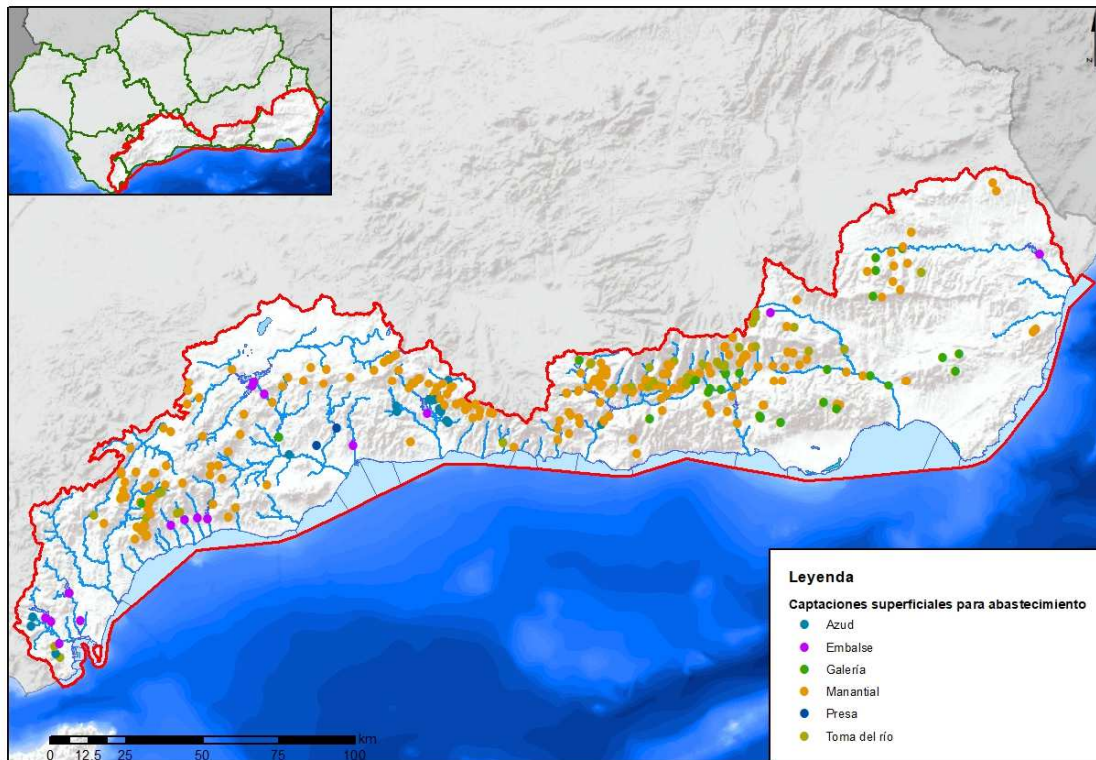 N
Leyenda
Captaciones superficiales para abastecimiento
Azud
Embalse
Galería
Manantial
Presa
Toma del río
km
0 12,5 25 50 75 100